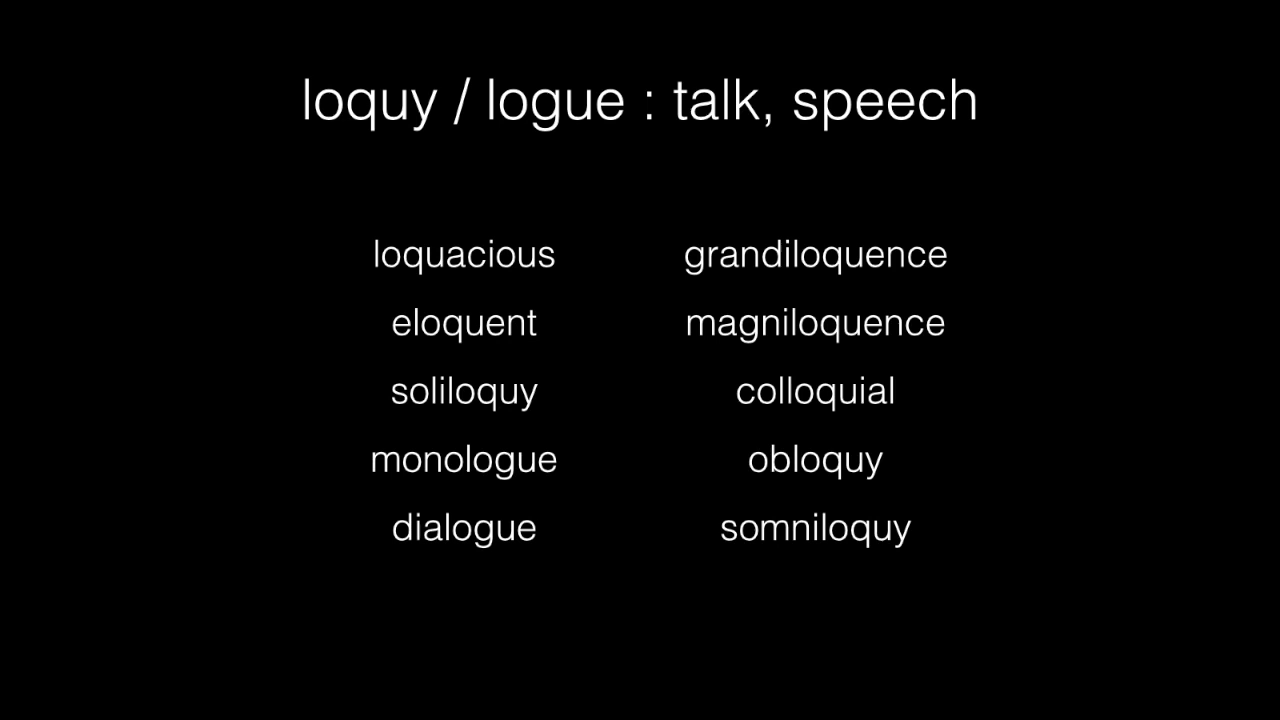 loquy / logue : talk, speech
loquacious
eloquent
soliloquy
monologue
dialogue
grandiloquence
magniloquence
colloquial
obloquy
somniloquy